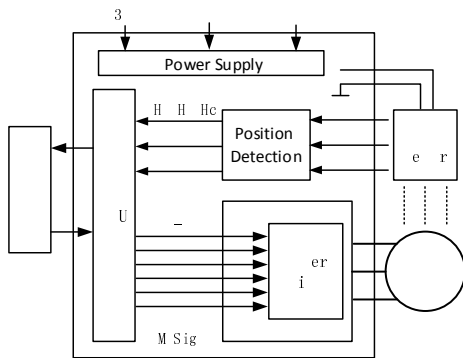 3
Power Supply
H H Hc
Position
Detection
e r
U
er
i
M Sig